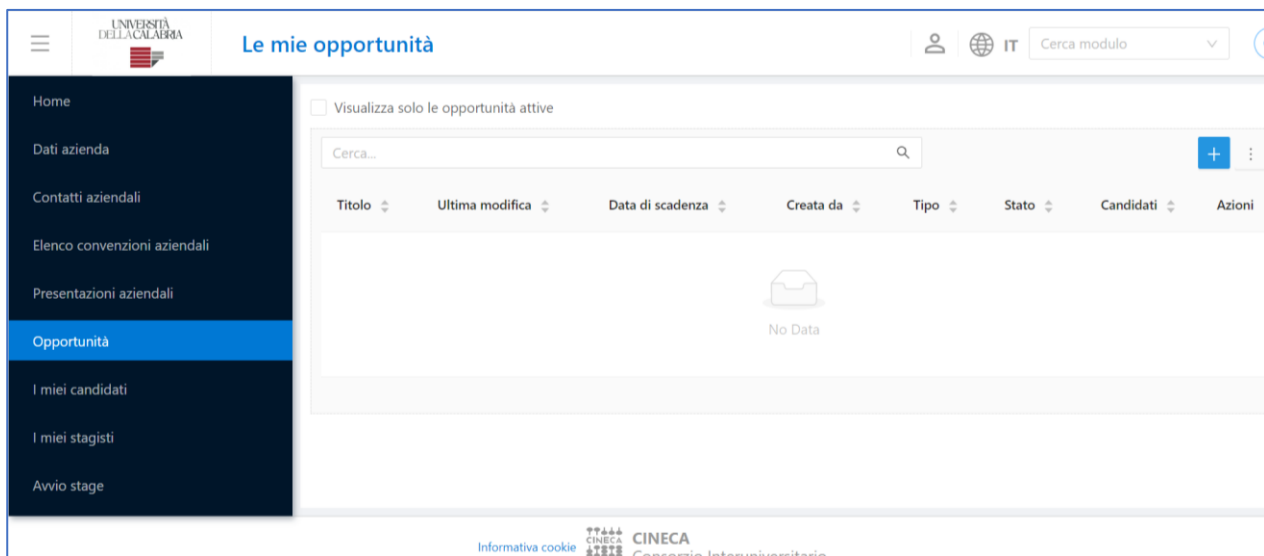 UNIVERSITÀ
DELLA CALABRIA
Le mie opportunità
IT
Cerca modulo
Home
Dati azienda
Contatti aziendali
Elenco convenzioni aziendali
Presentazioni aziendali
Opportunità
I miei candidati
I miei stagisti
Avvio stage
Visualizza solo le opportunità attive
Cerca...
Titolo Ultima modifica Data di scadenza Creata da Tipo Stato Candidati Azioni
No Data
Informativa cookie
CINECA
CINECA
Consorzio Interuniversitario